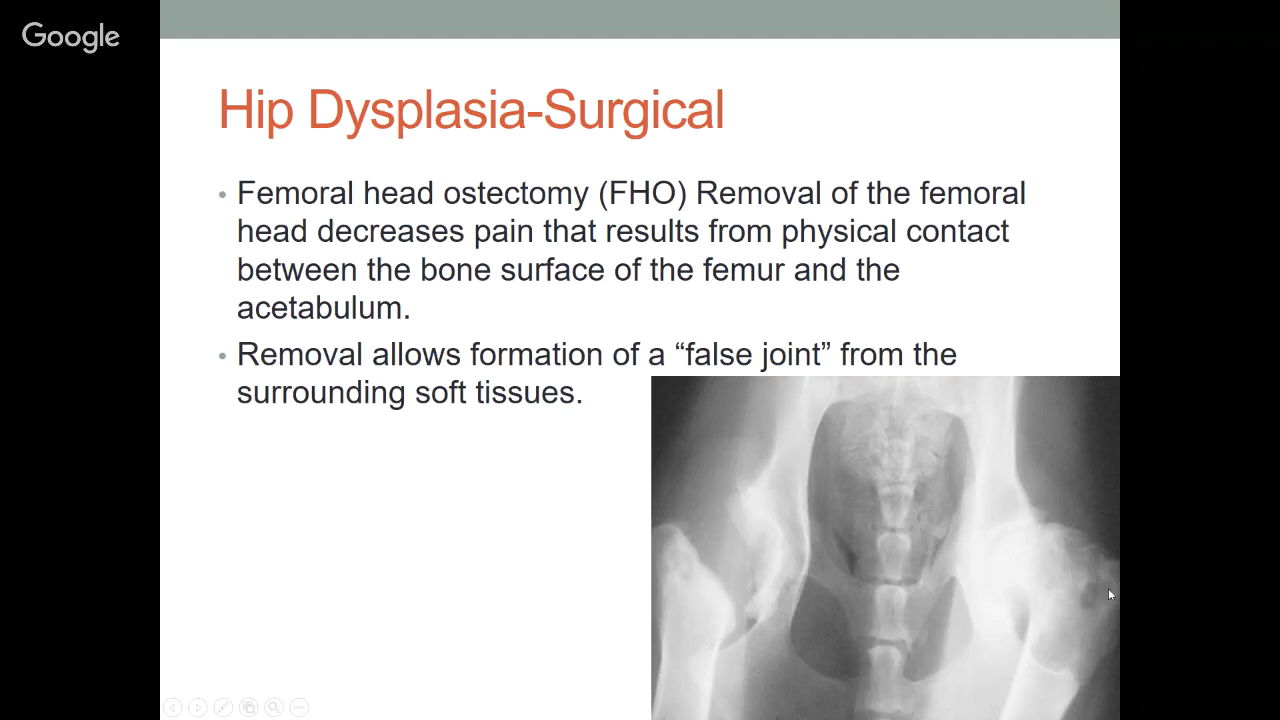 Google
Hip Dysplasia-Surgical
• Femoral head ostectomy (FHO) Removal of the femoral
head decreases pain that results from physical contact
between the bone surface of the femur and the
acetabulum.
• Removal allows formation of a “false joint” from the
surrounding soft tissues.